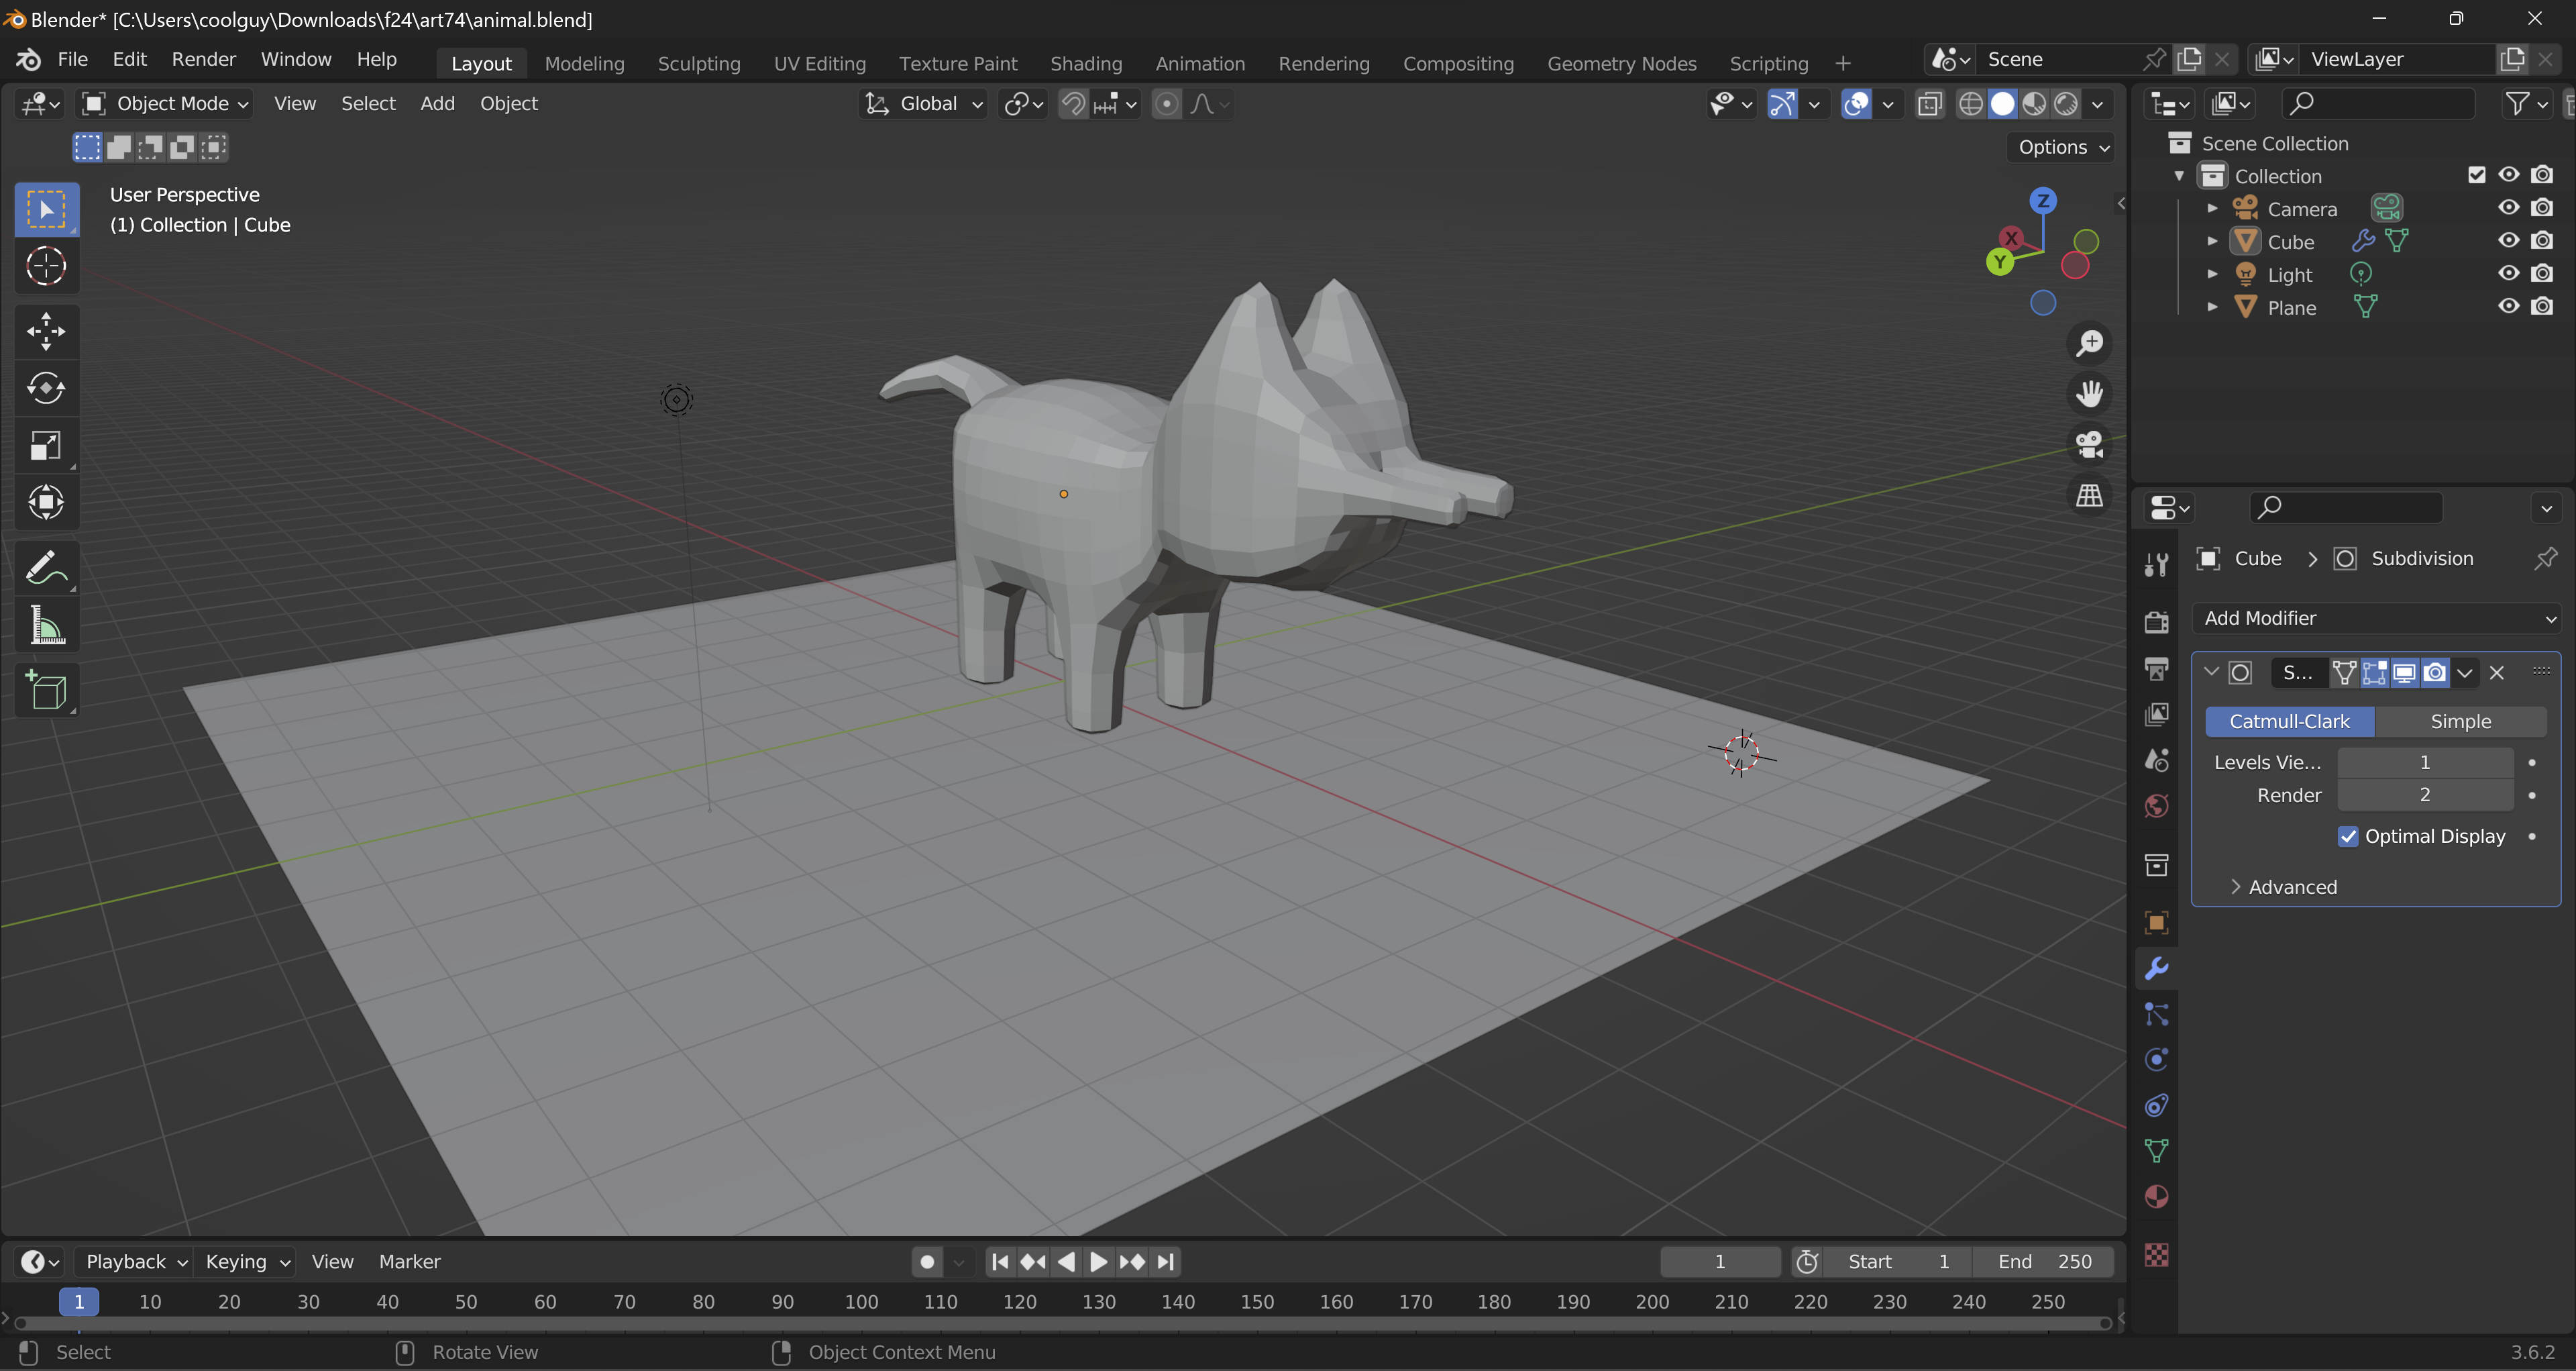 Blender* [C:\Users\coolguy\Downloads\f24\art74\animal.blend]
File Edit Render Window Help Layout Modeling Sculpting UV Editing Texture Paint Shading Animation Rendering Compositing Geometry Nodes Scripting + Scene ViewLayer
Object Mode View Select Add Object Global
Options
User Perspective
(1) Collection | Cube
Z
X
Y
Scene Collection
Collection
Camera
Cube
Light
Plane
Cube > Subdivision
Add Modifier
S...
Catmull-Clark Simple
Levels Vie... 1
Render 2
Optimal Display
Advanced
Playback Keying View Marker 1 Start 1 End 250
1 10 20 30 40 50 60 70 80 90 100 110 120 130 140 150 160 170 180 190 200 210 220 230 240 250
Select Rotate View Object Context Menu 3.6.2